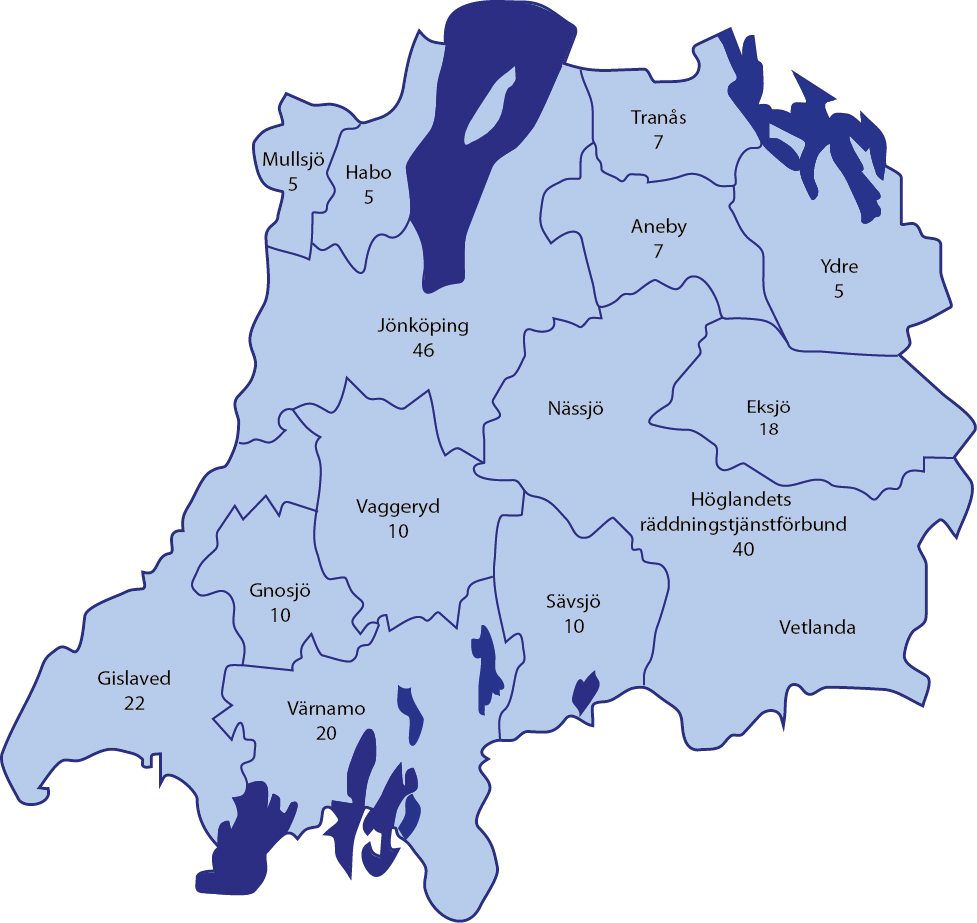 Tranås
7
Mullsjö
5
Habo
5
Aneby
7
Ydre
5
Jönköping
46
Nässjö
Eksjö
18
Höglandets
räddningstjänstförbund
40
Vaggeryd
10
Gnosjö
10
Sävsjö
10
Vetlanda
Gislaved
22
Värnamo
20